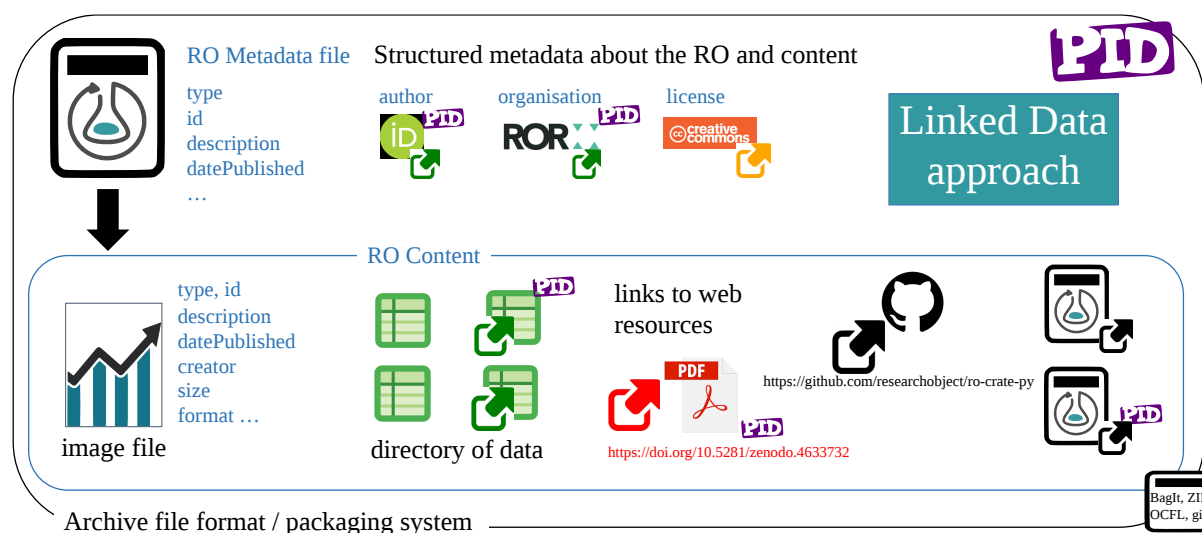 PID
RO Metadata file
Structured metadata about the RO and content
type
id
description
datePublished
…
author
iD
PID
organisation
ROR
PID
license
cc creative
commons
Linked Data
approach
RO Content
type, id
description
datePublished
creator
size
format …
image file
PID
directory of data
links to web
resources
PDF
PID
https://doi.org/10.5281/zenodo.4633732
https://github.com/researchobject/ro-crate-py
PID
Archive file format / packaging system
BagIt,
OCFL,